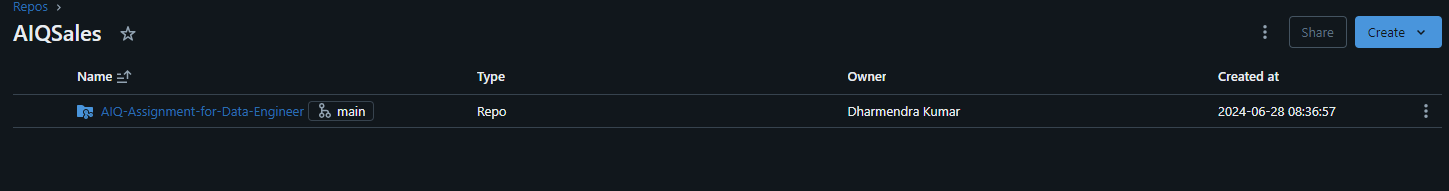 Repos
AIQSales
Share
Create
Name Type Owner Created at
AIQ-Assignment-for-Data-Engineer main Repo Dharmendra Kumar 2024-06-28 08:36:57